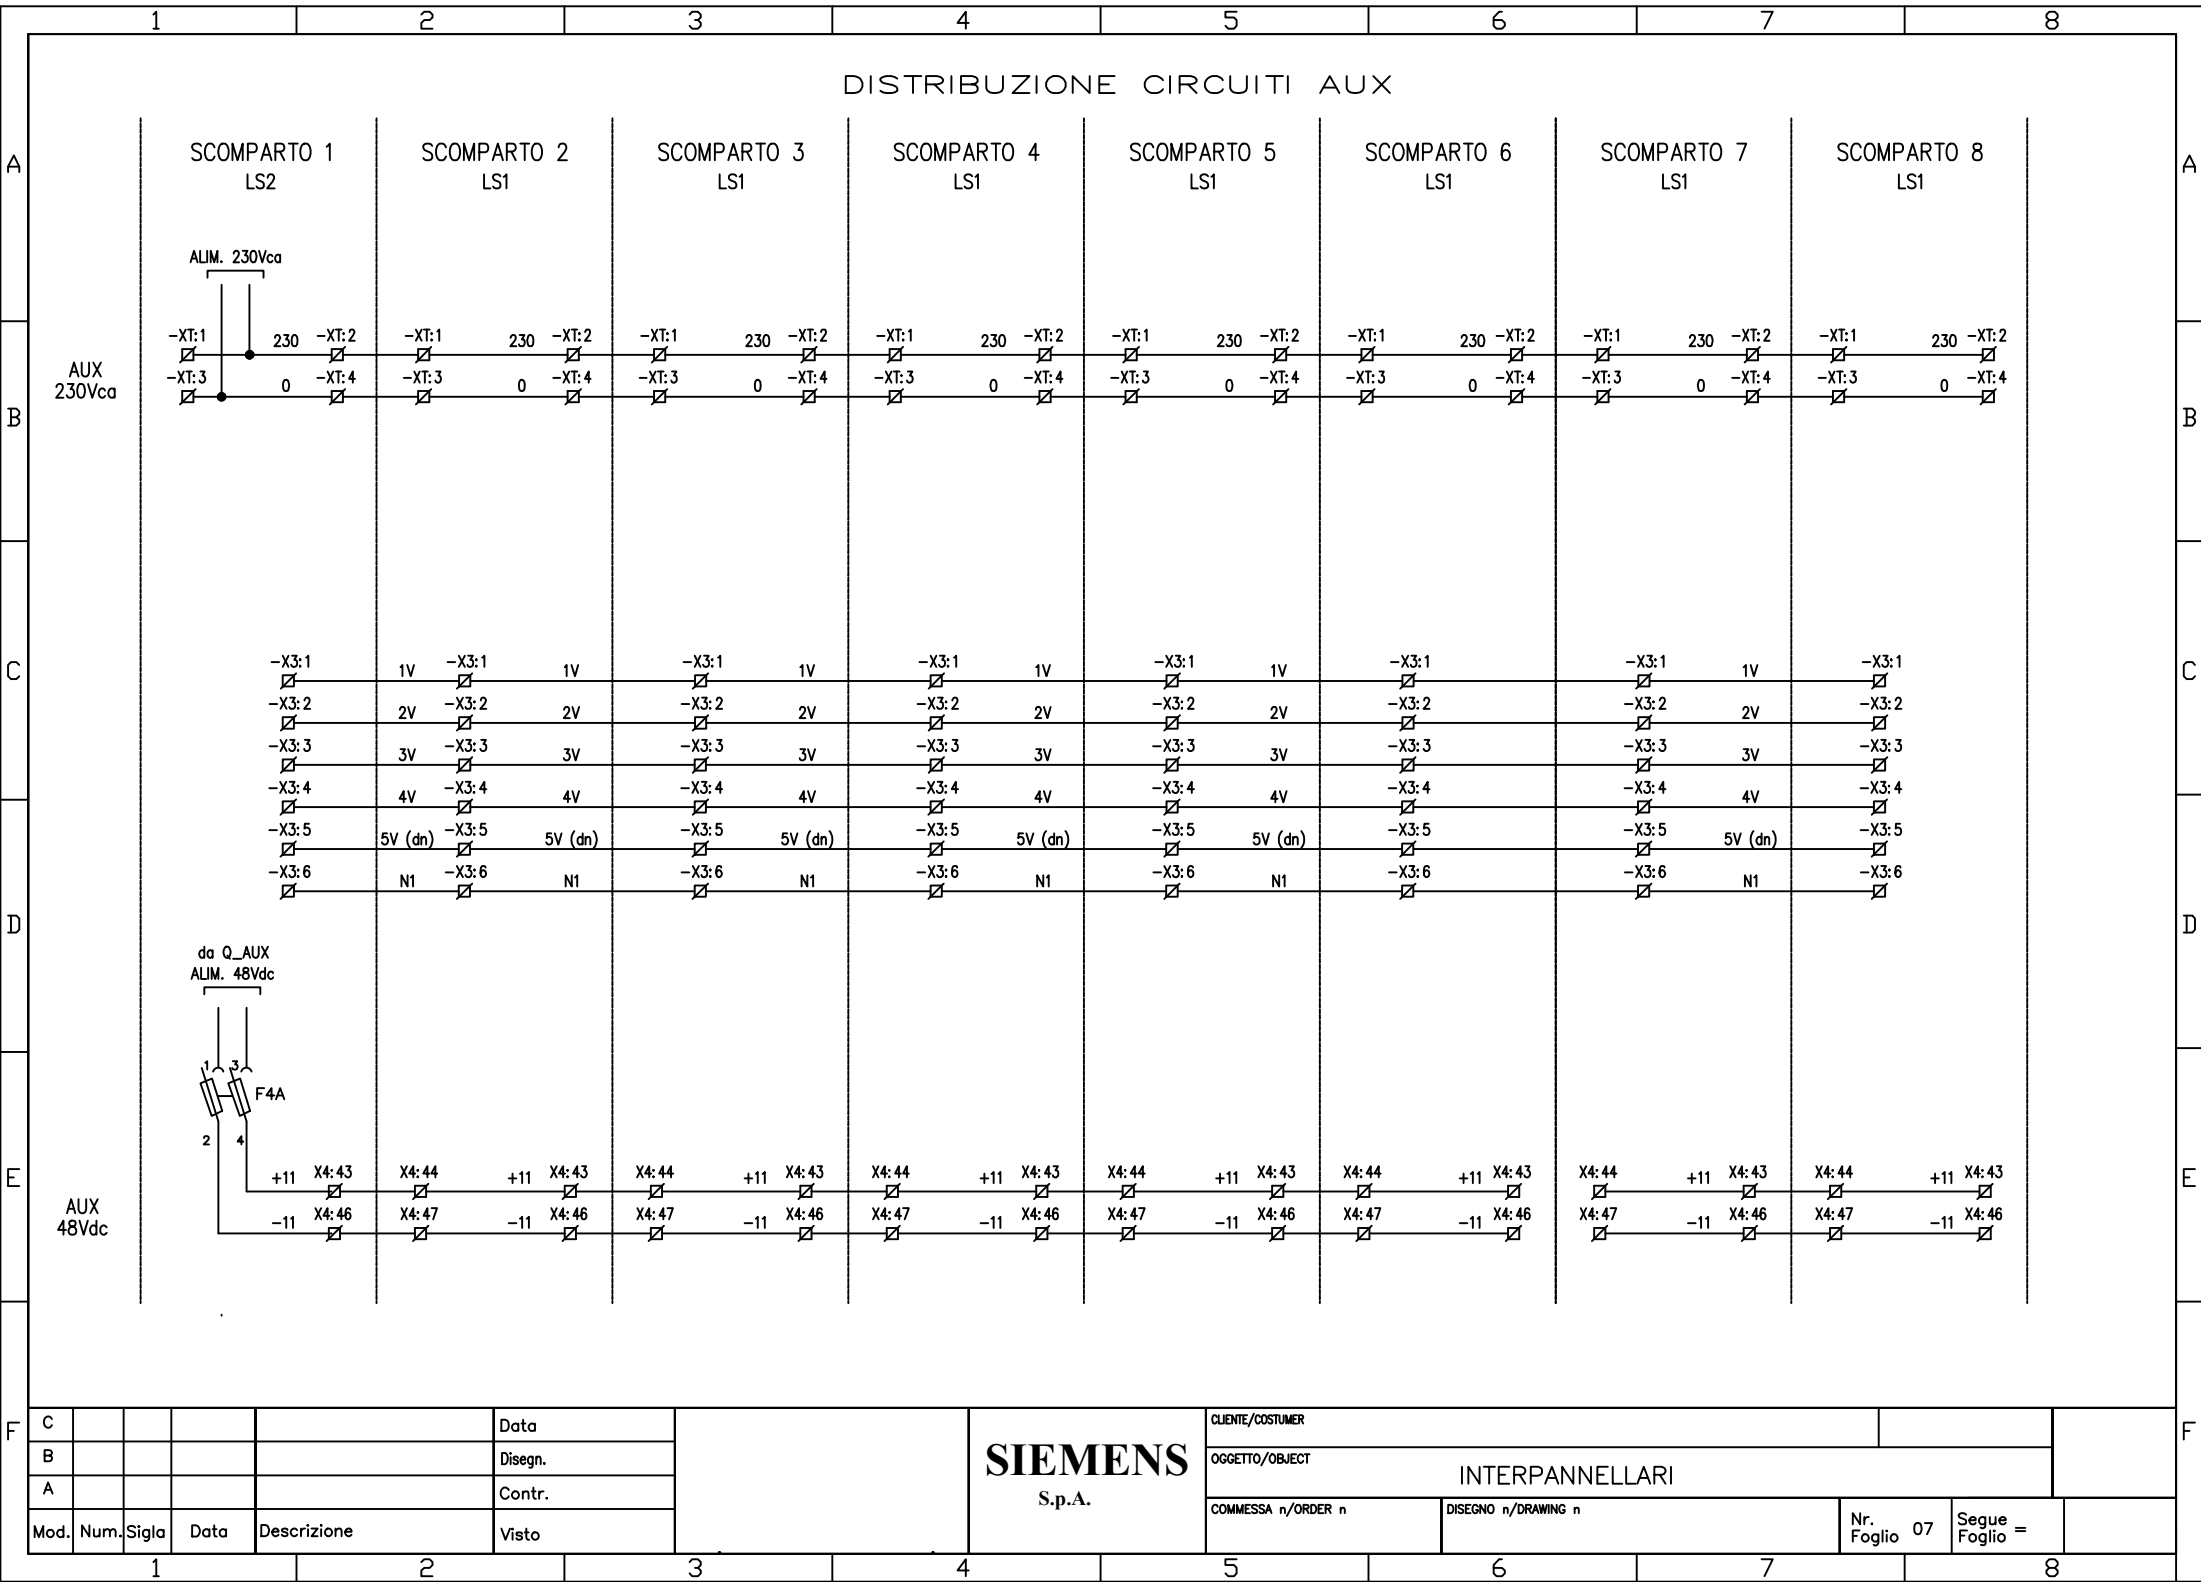 1 2 3 4 5 6 7 8
DISTRIBUZIONE CIRCUITI AUX
A A
SCOMPARTO 1 SCOMPARTO 2 SCOMPARTO 3 SCOMPARTO 4 SCOMPARTO 5 SCOMPARTO 6 SCOMPARTO 7 SCOMPARTO 8
LS2 LS1 LS1 LS1 LS1 LS1 LS1 LS1
ALIM. 230Vca
-XT:1 230 -XT:2 -XT:1 230 -XT:2 -XT:1 230 -XT:2 -XT:1 230 -XT:2 -XT:1 230 -XT:2 -XT:1 230 -XT:2 -XT:1 230 -XT:2 -XT:1 230 -XT:2
AUX
230Vca
-XT:3 0 -XT:4 -XT:3 0 -XT:4 -XT:3 0 -XT:4 -XT:3 0 -XT:4 -XT:3 0 -XT:4 -XT:3 0 -XT:4 -XT:3 0 -XT:4 -XT:3 0 -XT:4
B B
C C
-X3:1 1V -X3:1 1V -X3:1 1V -X3:1 1V -X3:1 1V -X3:1 -X3:1 1V -X3:1
-X3:2 2V -X3:2 2V -X3:2 2V -X3:2 2V -X3:2 2V -X3:2 -X3:2 2V -X3:2
-X3:3 3V -X3:3 3V -X3:3 3V -X3:3 3V -X3:3 3V -X3:3 -X3:3 3V -X3:3
-X3:4 4V -X3:4 4V -X3:4 4V -X3:4 4V -X3:4 4V -X3:4 -X3:4 4V -X3:4
-X3:5 5V (dn) -X3:5 5V (dn) -X3:5 5V (dn) -X3:5 5V (dn) -X3:5 5V (dn) -X3:5 -X3:5 5V (dn) -X3:5
-X3:6 N1 -X3:6 N1 -X3:6 N1 -X3:6 N1 -X3:6 N1 -X3:6 -X3:6 N1 -X3:6
D D
da Q_AUX
ALIM. 48Vdc
1 3
F4A
2 4
E E
+11 X4:43 X4:44 +11 X4:43 X4:44 +11 X4:43 X4:44 +11 X4:43 X4:44 +11 X4:43 X4:44 +11 X4:43 X4:44 +11 X4:43 X4:44 +11 X4:43
AUX
48Vdc
-11 X4:46 X4:47 -11 X4:46 X4:47 -11 X4:46 X4:47 -11 X4:46 X4:47 -11 X4:46 X4:47 -11 X4:46 X4:47 -11 X4:46 X4:47 -11 X4:46
F F
C
B
A
Mod. Num. Sigla Data Descrizione
Data
Disegn.
Contr.
Visto
SIEMENS
S.p.A.
CLIENTE/COSTUMER
OGGETTO/OBJECT
INTERPANNELLARI
COMMESSA n/ORDER n
DISEGNO n/DRAWING n
Nr.
Foglio 07
Segue
Foglio =
1 2 3 4 5 6 7 8